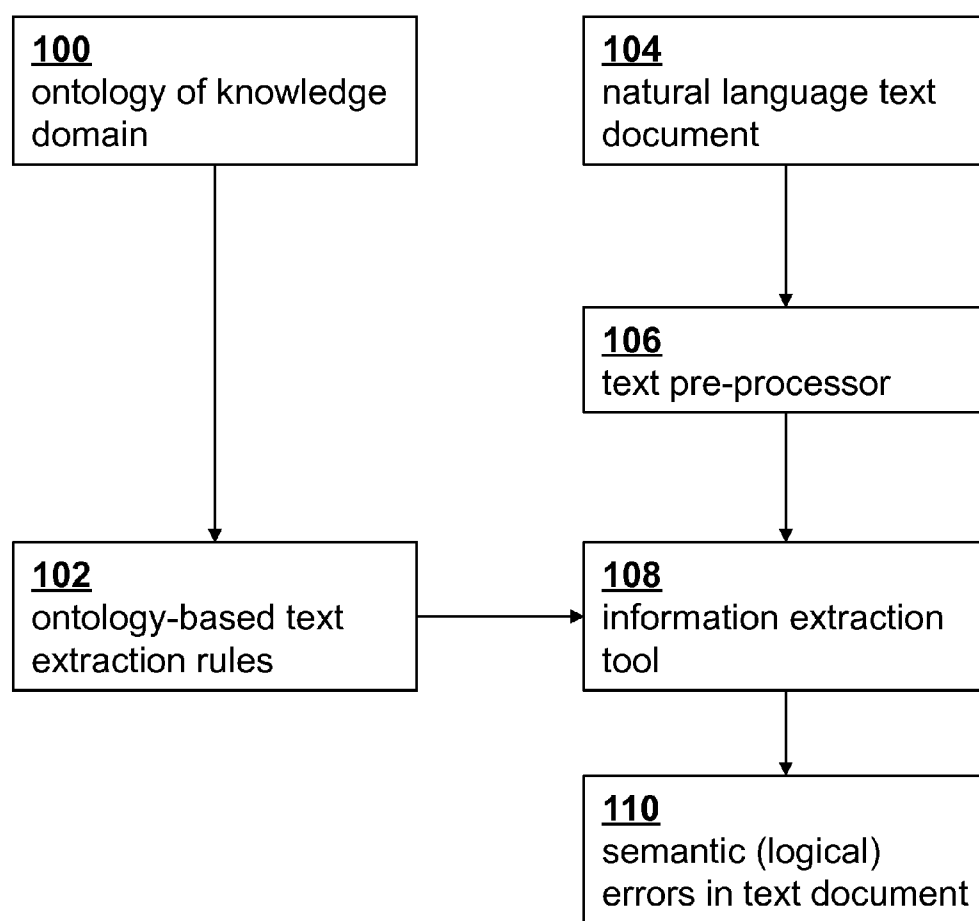 100
ontology of knowledge
domain
104
natural language text
document
106
text pre-processor
102
ontology-based text
extraction rules
108
information extraction
tool
110
semantic (logical)
errors in text document